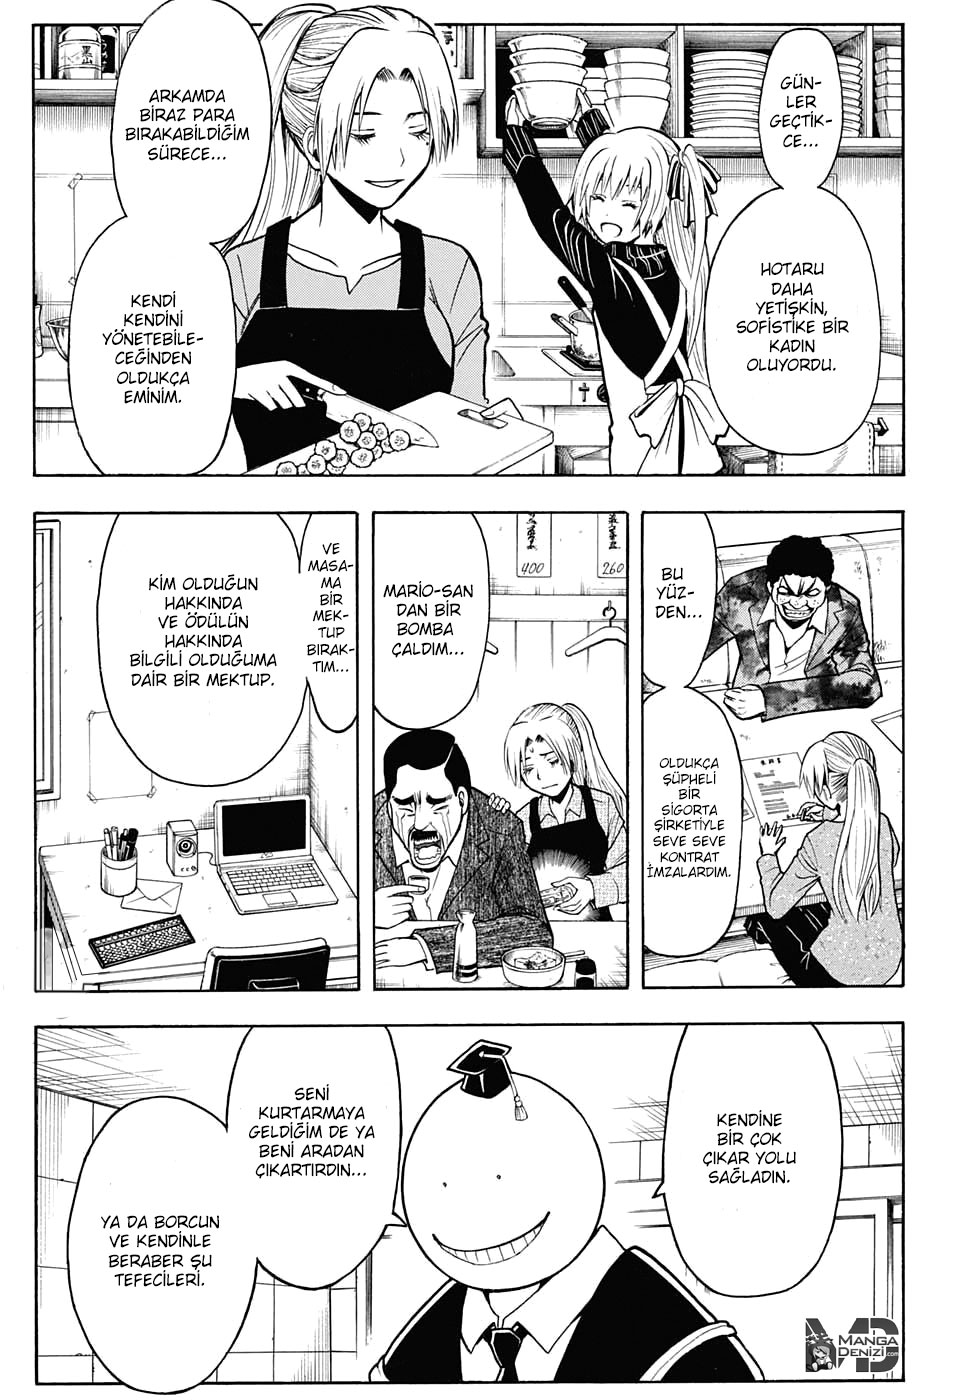 GÜN-
LER
GEÇTİK-
CE...
HOTARU
DAHA
YETİŞKİN,
SOFİSTİKE BİR
KADIN
OLUYORDU.
ARKAMDA
BİRAZ PARA
BIRAKABİLDİĞİM
SÜRECE...
KENDİ
KENDİNİ
YÖNETEBİLE-
CEĞİNDEN
OLDUKÇA
EMİNİM.
BU
YÜZ-
DEN...
OLDUKÇA
ŞÜPHELİ
BİR
SİGORTA
ŞİRKETİYLE
SEVE SEVE
KONTRAT
İMZALARDIM.
400
260
MARIO-SAN
DAN BİR
BOMBA
ÇALDIM...
VE
MASA-
MA
BİR
MEK-
TUP
BIRAK-
TIM...
KİM OLDUĞUN
HAKKINDA
VE ÖDÜLÜN
HAKKINDA
BİLGİLİ OLDUĞUMA
DAİR BİR MEKTUP.
KENDİNE
BİR ÇOK
ÇIKAR YOLU
SAĞLADIN.
SENİ
KURTARMAYA
GELDİĞİM DE YA
BENİ ARADAN
ÇIKARTIRDIN...
YA DA BORCUN
VE KENDİNLE
BERABER ŞU
TEFECİLERİ.
MANGA
DENİZİ.com